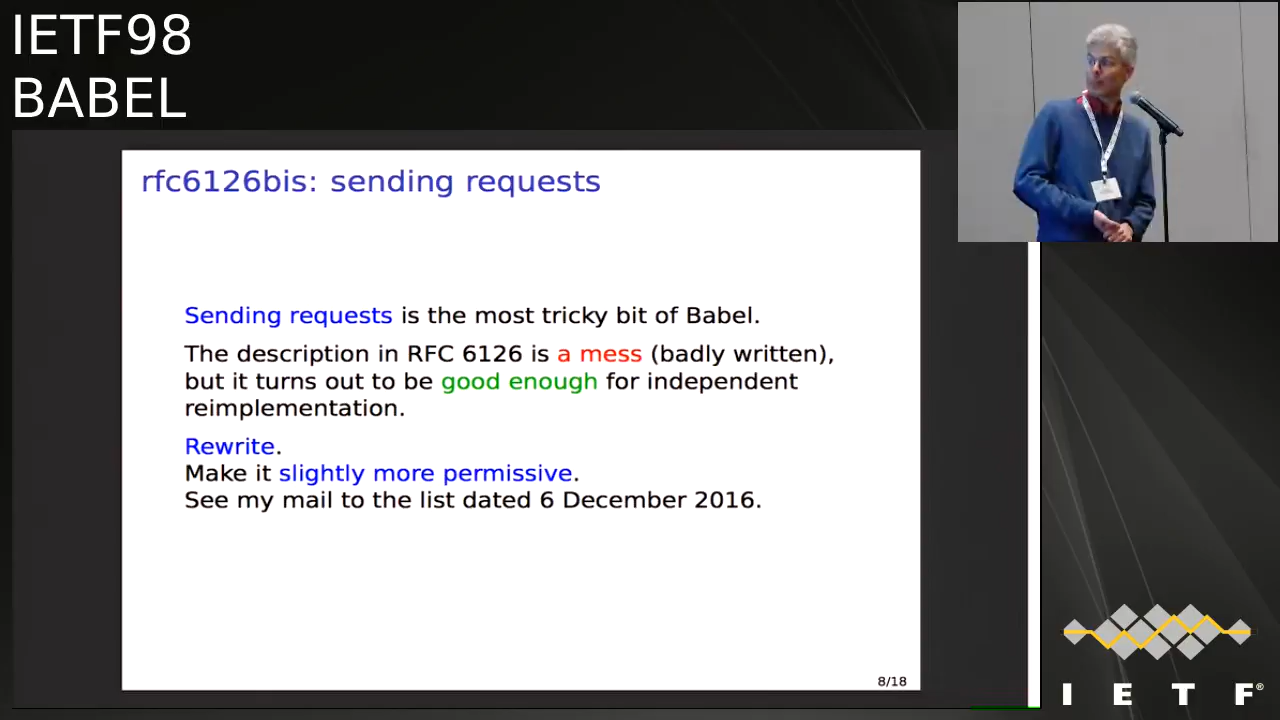 IETF98
BABEL
rfc6126bis: sending requests
Sending requests is the most tricky bit of Babel.
The description in RFC 6126 is a mess (badly written),
but it turns out to be good enough for independent
reimplementation.
Rewrite.
Make it slightly more permissive.
See my mail to the list dated 6 December 2016.
8/18
I E T F®